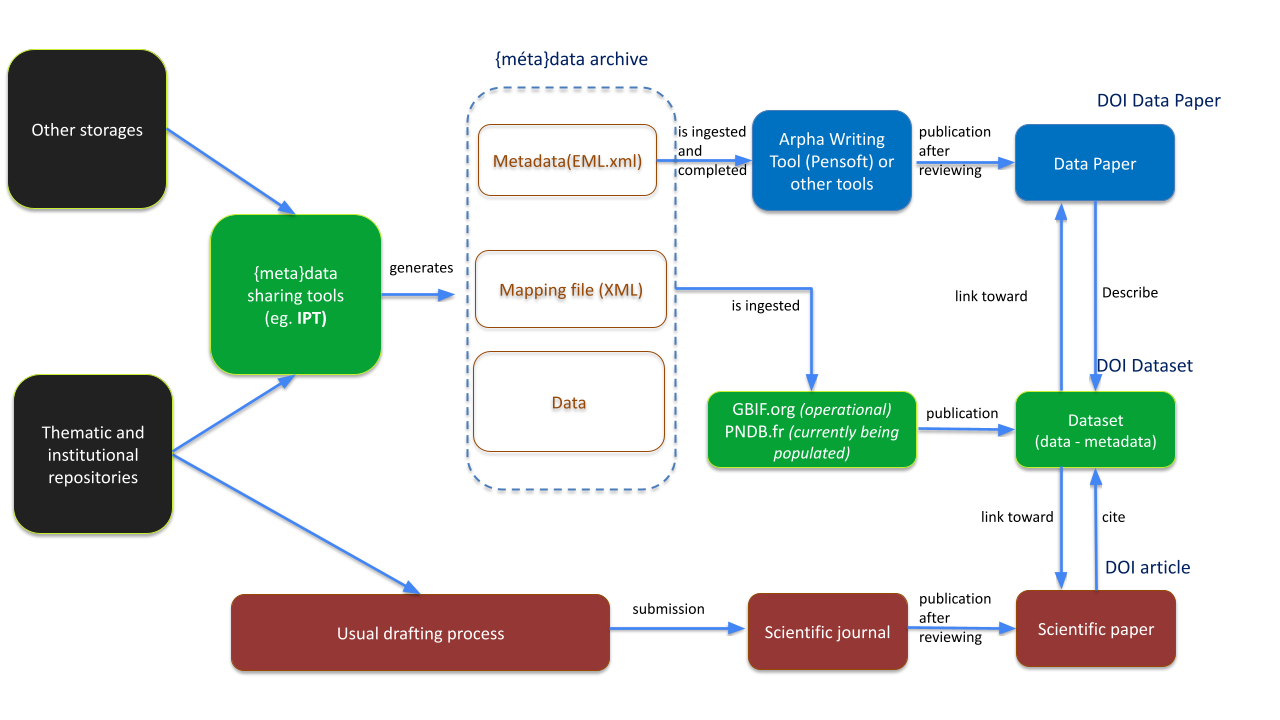 {méta}data archive
DOI Data Paper
Other storages
Metadata(EML.xml)
is ingested
and
completed
Arpha Writing
Tool (Pensoft) or
other tools
publication
after
reviewing
Data Paper
{meta}data
sharing tools
(eg. IPT)
generates
Mapping file (XML)
is ingested
link toward
Describe
DOI Dataset
Data
Thematic and
institutional
repositories
GBIF.org (operational)
PNDB.fr (currently being
populated)
publication
Dataset
(data - metadata)
link toward
cite
DOI article
Usual drafting process
submission
Scientific journal
publication
after
reviewing
Scientific paper